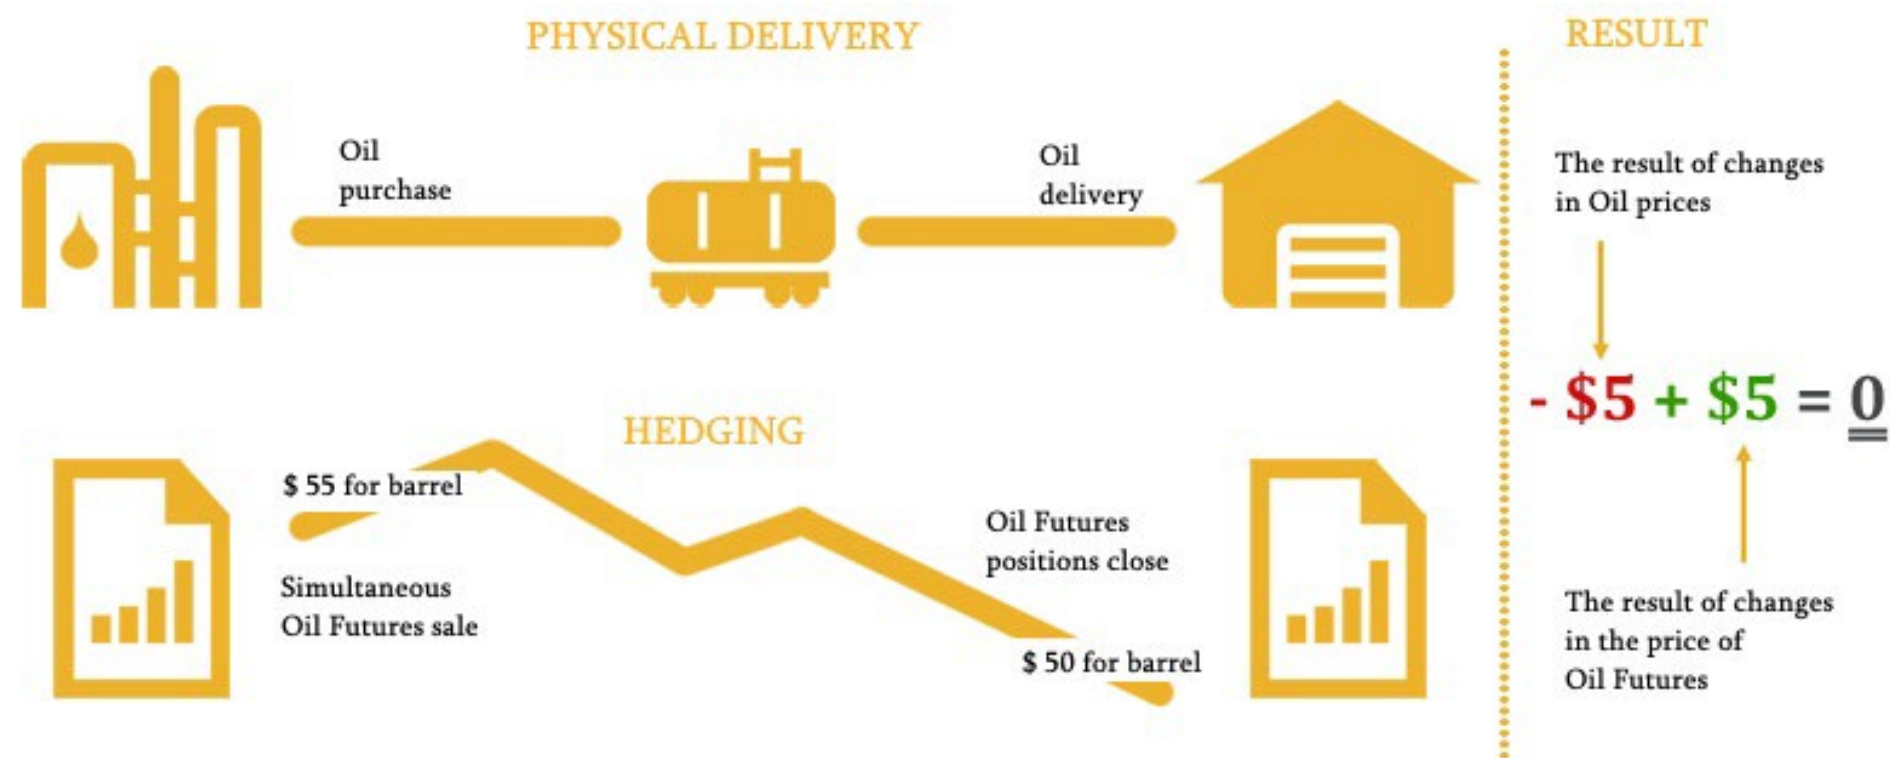 PHYSICAL DELIVERY
Oil
purchase
Oil
delivery
HEDGING
$ 55 for barrel
Simultaneous
Oil Futures sale
Oil Futures
positions close
$ 50 for barrel
RESULT
The result of changes
in Oil prices
- $5 + $5 = 0
The result of changes
in the price of
Oil Futures